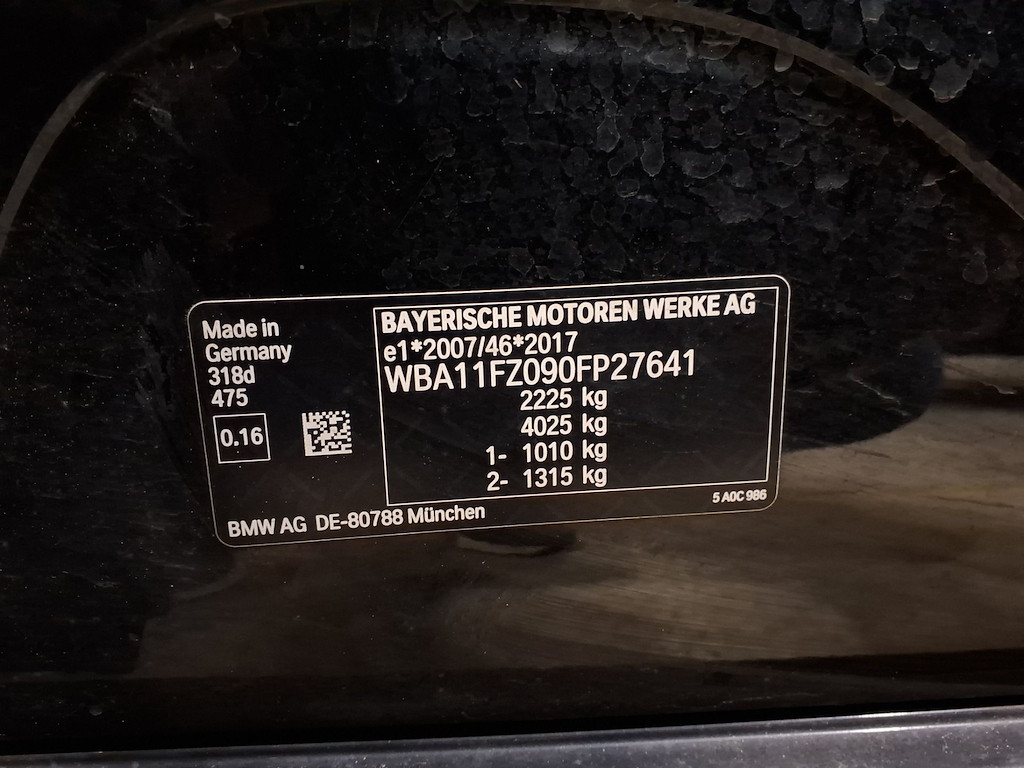 Made in
Germany
318d
475
0.16
BAYERISCHE MOTOREN WERKE AG
e1*2007/46*2017
WBA11FZ090FP27641
2225 kg
4025 kg
1- 1010 kg
2- 1315 kg
5 A0C 986
BMW AG DE-80788 München